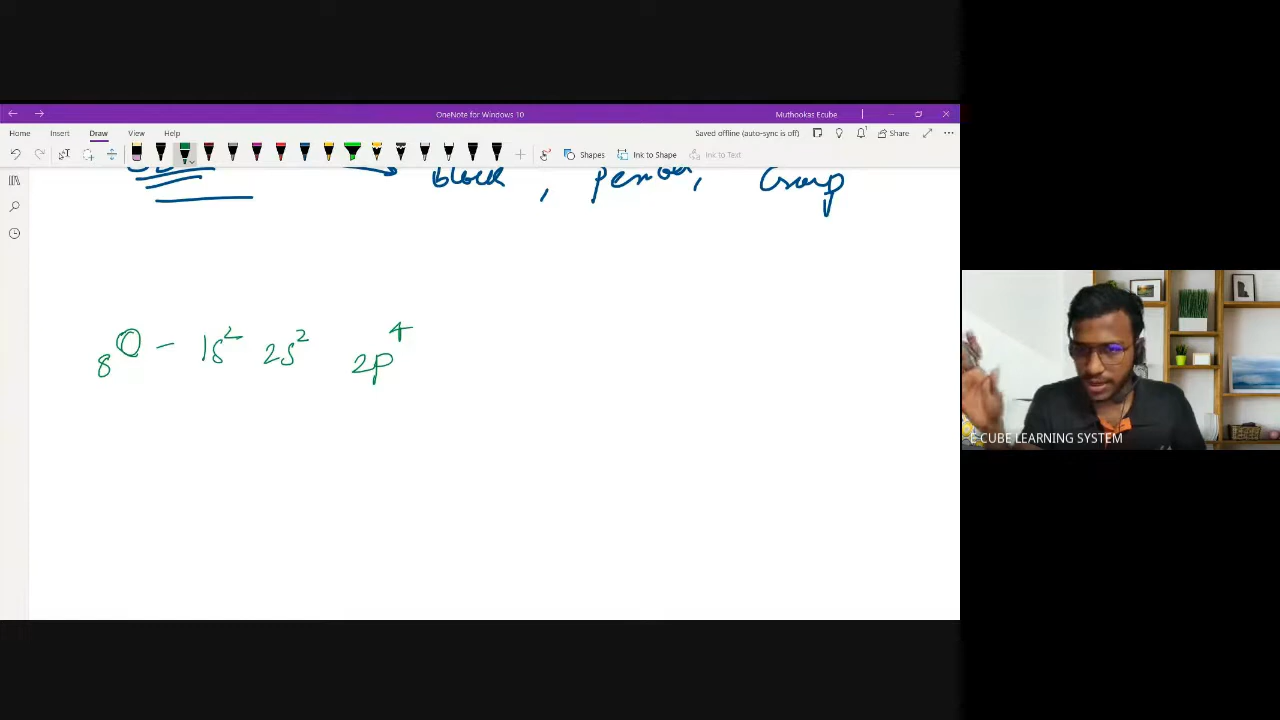 OneNote for Windows 10
Muthookas Ecube
Home Insert Draw View Help
Saved offline (auto-sync is off) Share
Shapes Ink to Shape Ink to Text
Block, Period, Group
8O - 1s² 2s² 2p⁴
E CUBE LEARNING SYSTEM